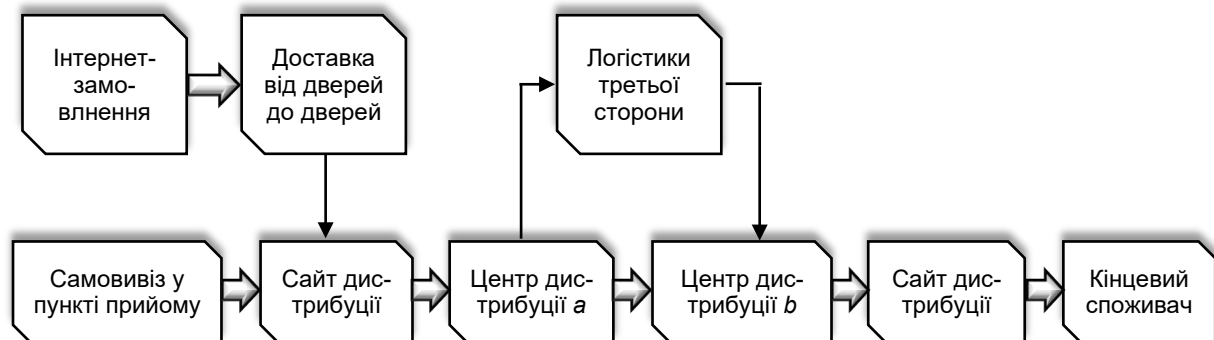 Інтернет-
замо-
влнення
Доставка
від дверей
до дверей
Логістики
третьої
сторони
Самовивіз у
пункті прийому
Сайт дис-
трибуції
Центр дис-
трибуції a
Центр дис-
трибуції b
Сайт дис-
трибуції
Кінцевий
споживач